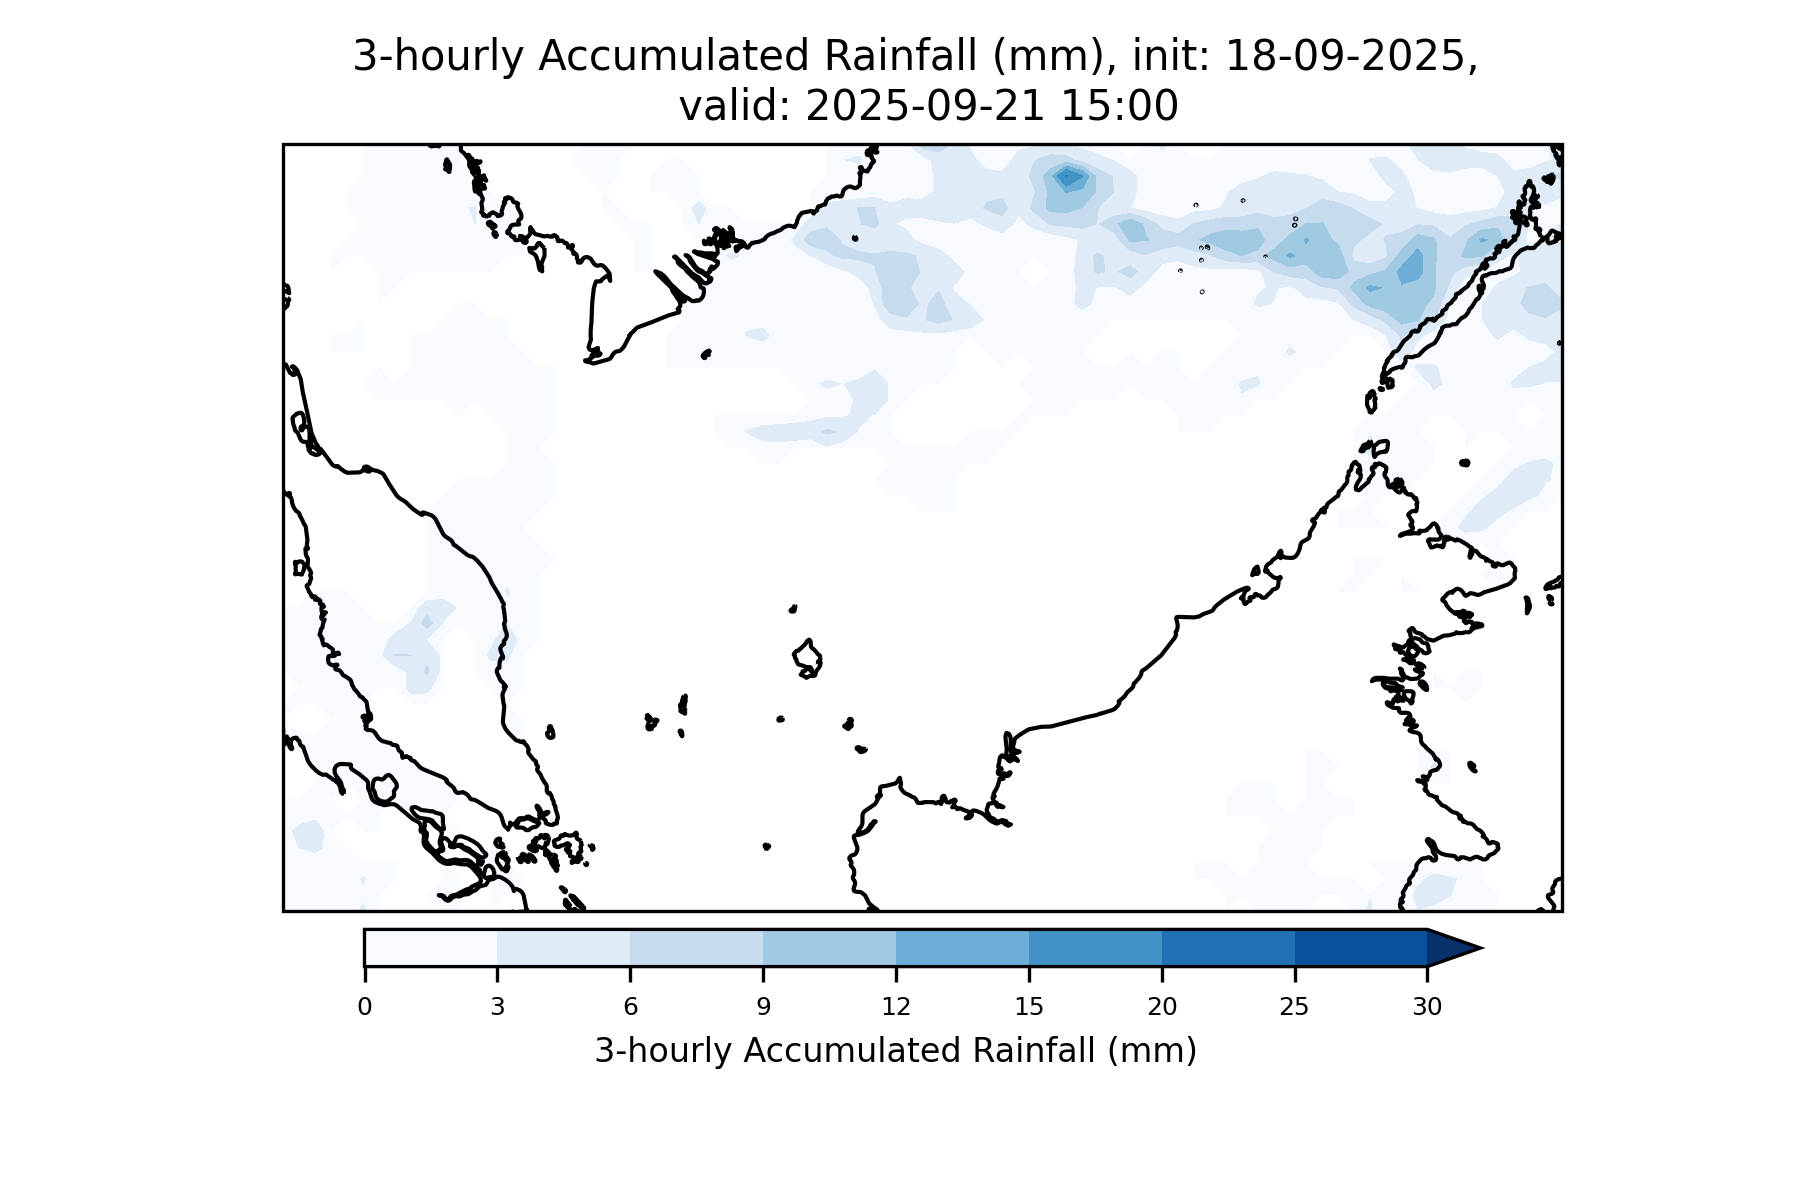 3-hourly Accumulated Rainfall (mm), init: 18-09-2025,
valid: 2025-09-21 15:00
0 3 6 9 12 15 20 25 30
3-hourly Accumulated Rainfall (mm)